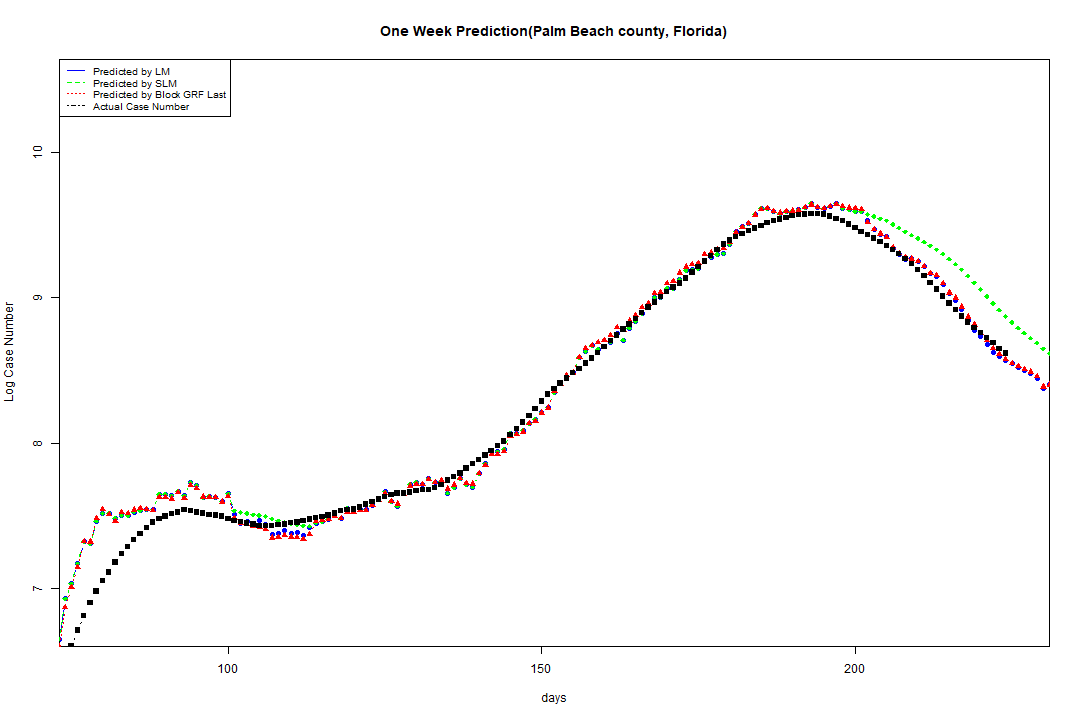 One Week Prediction(Palm Beach county, Florida)
Predicted by LM
Predicted by SLM
Predicted by Block GRF Last
Actual Case Number
10
9
8
7
Log Case Number
100 150 200
days